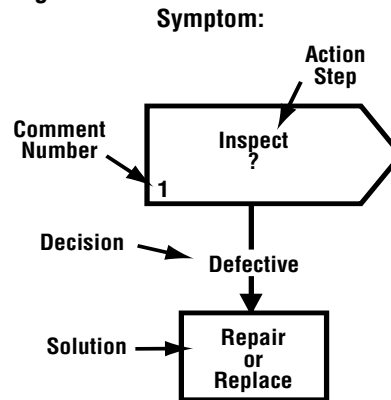 Symptom:
Action
Step
Inspect
?
Comment
Number
1
Decision
Defective
Solution
Repair
or
Replace